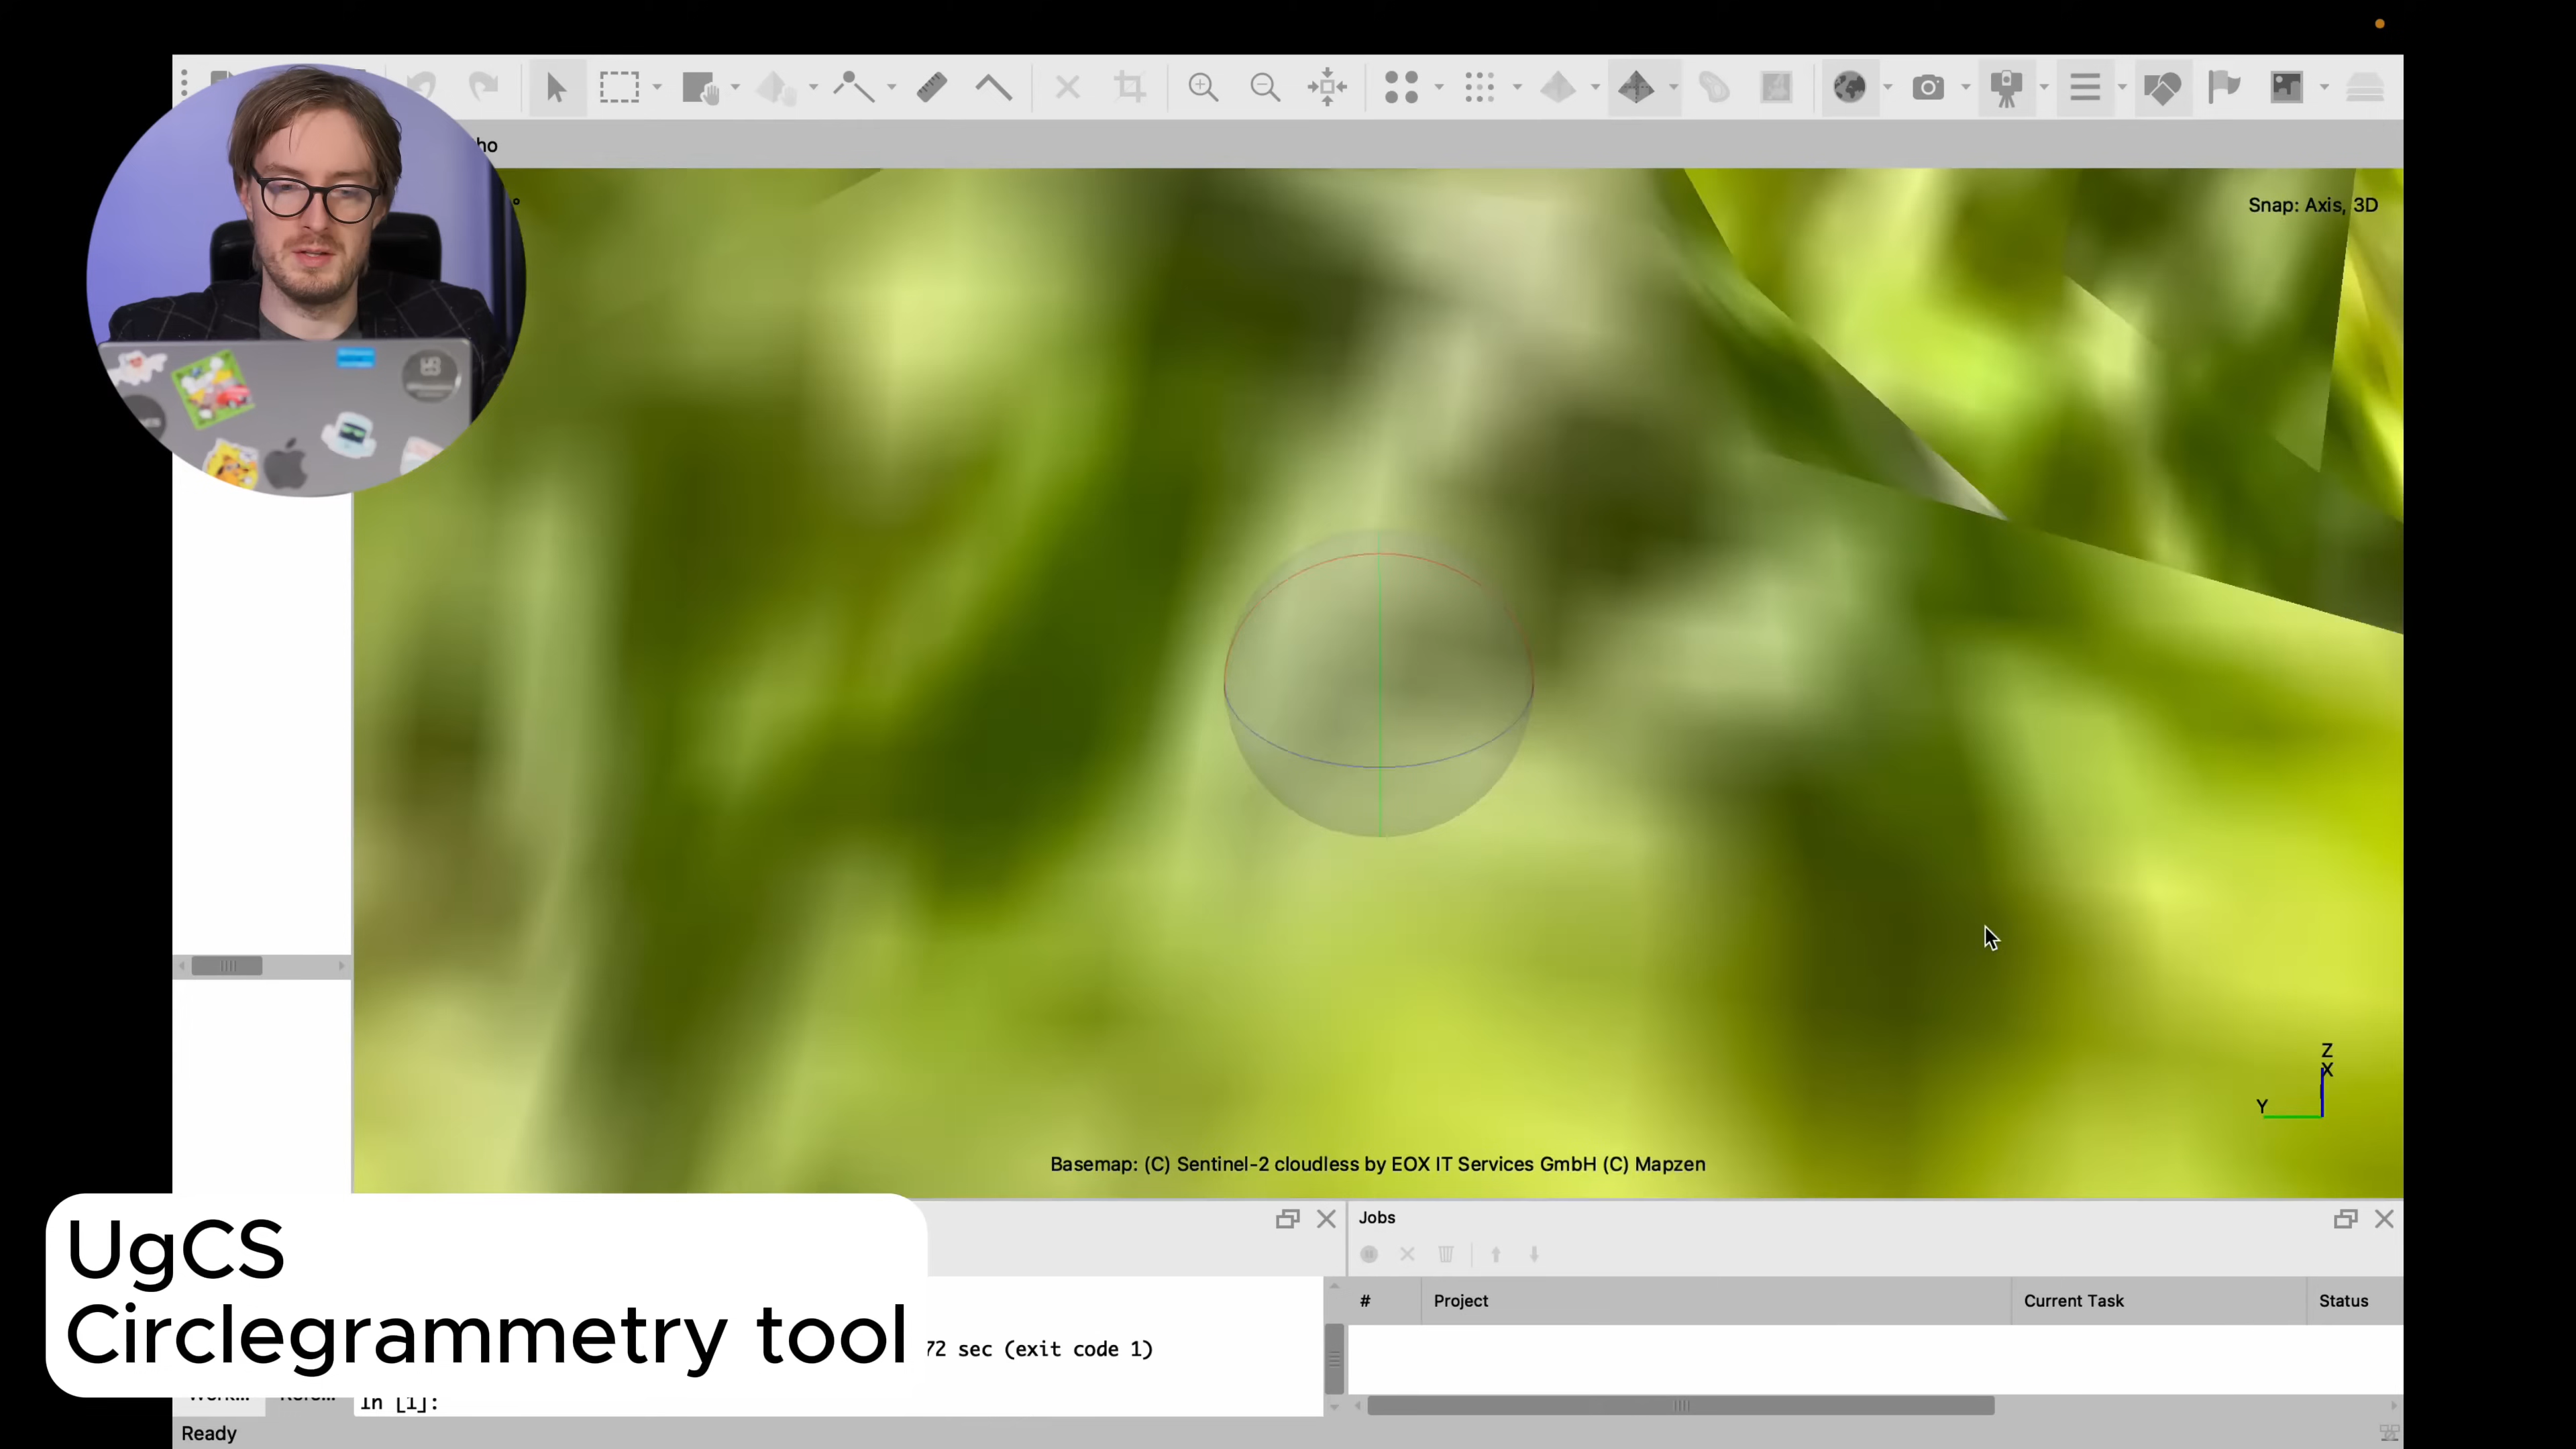 ho
°
Snap: Axis, 3D
Z
X
Y
Basemap: (C) Sentinel-2 cloudless by EOX IT Services GmbH (C) Mapzen
Jobs
# Project Current Task Status
UgCS
Circlegrammetry tool
72 sec (exit code 1)
In [1]:
Ready